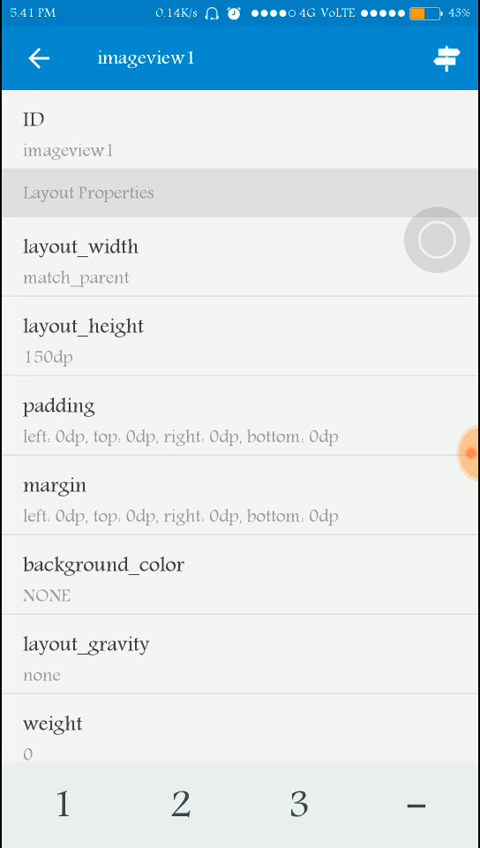 5.41 PM 0.14K/s 4G VoLTE 43%
imageview1
ID
imageview1
Layout Properties
layout_width
match_parent
layout_height
150dp
padding
left: 0dp, top: 0dp, right: 0dp, bottom: 0dp
margin
left: 0dp, top: 0dp, right: 0dp, bottom: 0dp
background_color
NONE
layout_gravity
none
weight
0
1 2 3 –